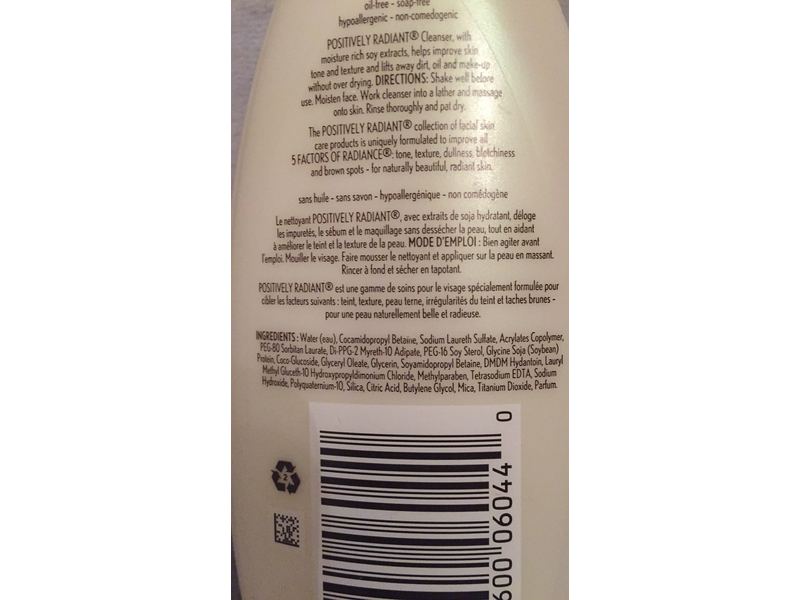 oil-free - soap-free
hypoallergenic - non-comedogenic
POSITIVELY RADIANT® Cleanser, with
moisture rich soy extracts, helps improve skin
tone and texture and lifts away dirt, oil and make-up
without over drying. DIRECTIONS: Shake well before
use. Moisten face. Work cleanser into a lather and massage
onto skin. Rinse thoroughly and pat dry.
The POSITIVELY RADIANT® collection of facial skin
care products is uniquely formulated to improve all
5 FACTORS OF RADIANCE®: tone, texture, dullness, blotchiness
and brown spots - for naturally beautiful, radiant skin.
sans huile - sans savon - hypoallergénique - non comédogène
Le nettoyant POSITIVELY RADIANT®, avec extraits de soja hydratant, déloge
les impuretés, le sébum et le maquillage sans dessécher la peau, tout en aidant
à améliorer le teint et la texture de la peau. MODE D'EMPLOI : Bien agiter avant
l'emploi. Mouiller le visage. Faire mousser le nettoyant et appliquer sur la peau en massant.
Rincer à fond et sécher en tapotant.
POSITIVELY RADIANT® est une gamme de soins pour le visage spécialement formulée pour
cibler les facteurs suivants : teint, texture, peau terne, irrégularités du teint et taches brunes -
pour une peau naturellement belle et radieuse.
INGREDIENTS : Water (eau), Cocamidopropyl Betaine, Sodium Laureth Sulfate, Acrylates Copolymer,
PEG-80 Sorbitan Laurate, Di-PPG-2 Myreth-10 Adipate, PEG-16 Soy Sterol, Glycine Soja (Soybean)
Protein, Coco-Glucoside, Glyceryl Oleate, Glycerin, Soyamidopropyl Betaine, DMDM Hydantoin, Lauryl
Methyl Gluceth-10 Hydroxypropyldimonium Chloride, Methylparaben, Tetrasodium EDTA, Sodium
Hydroxide, Polyquaternium-10, Silica, Citric Acid, Butylene Glycol, Mica, Titanium Dioxide, Parfum.
2
600 06044 0